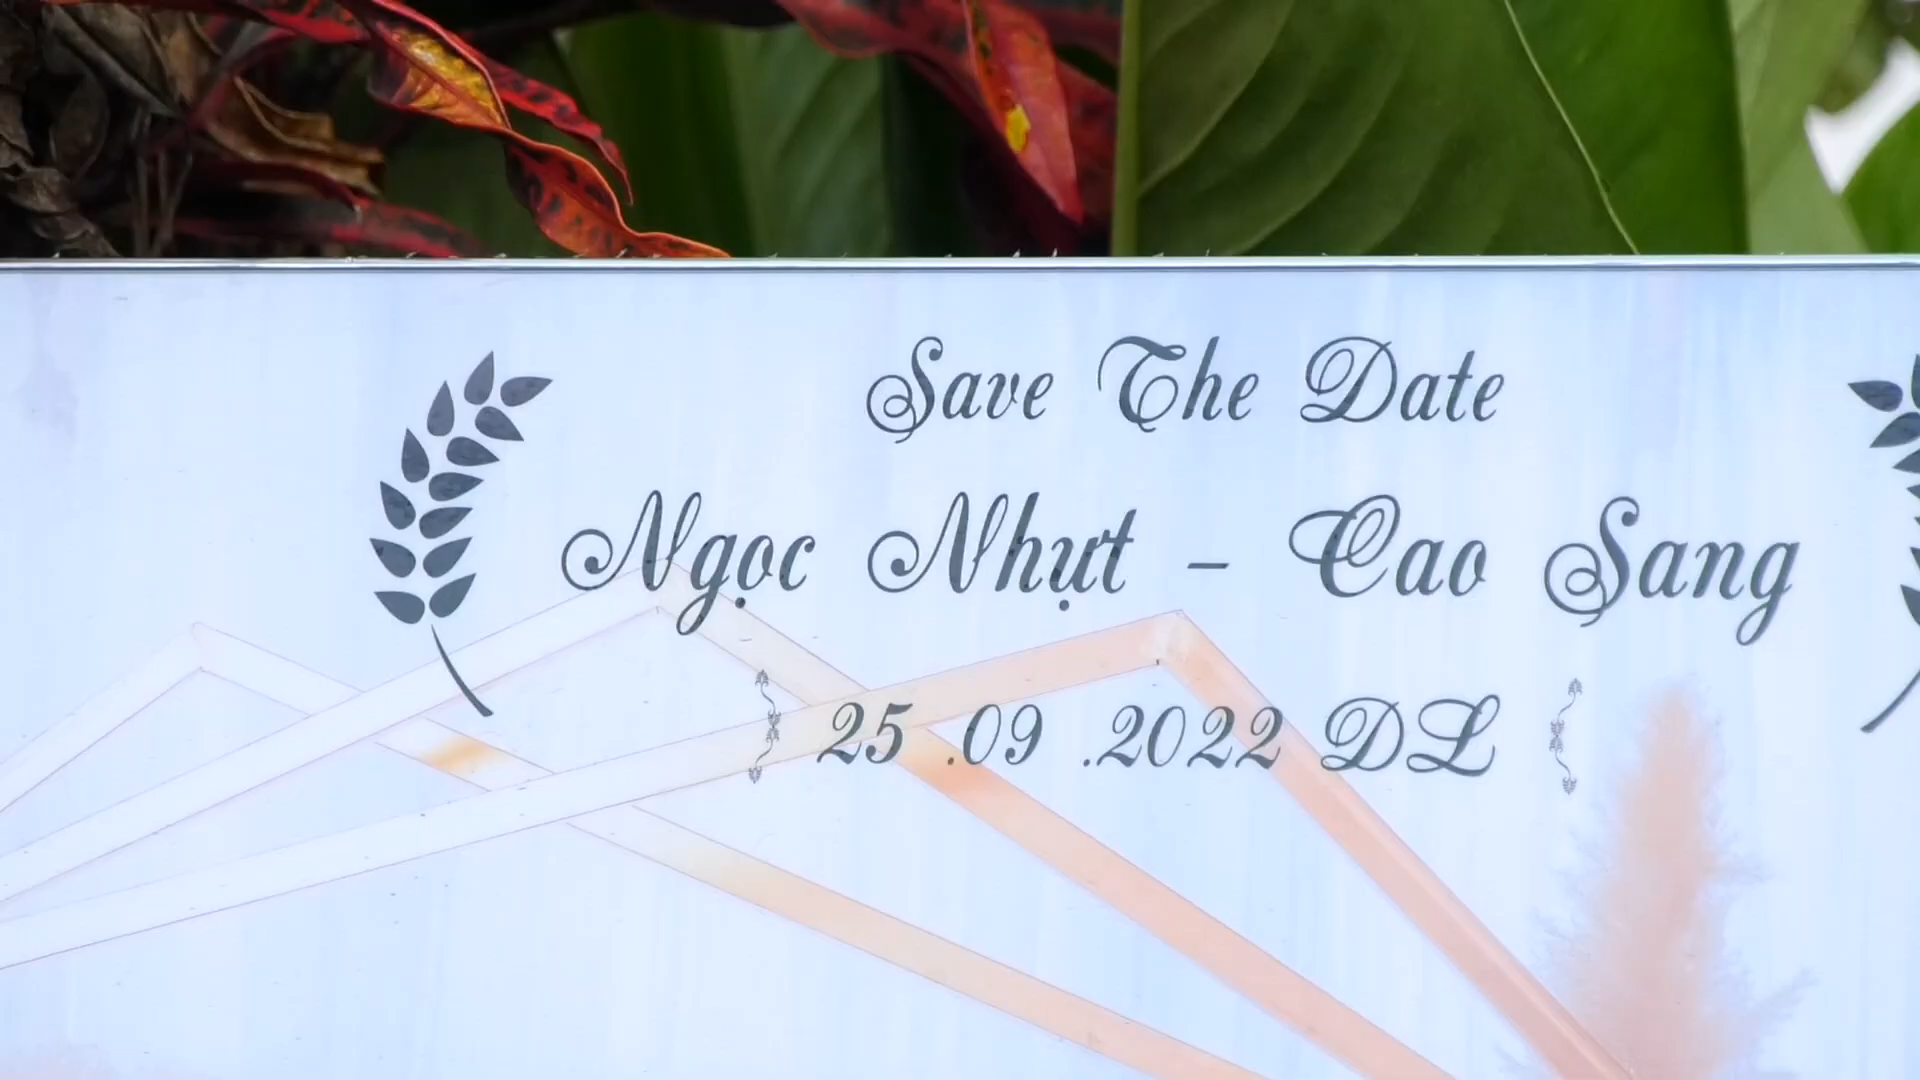 Save The Date
Ngọc Nhựt - Cao Sang
25 .09 .2022 DL